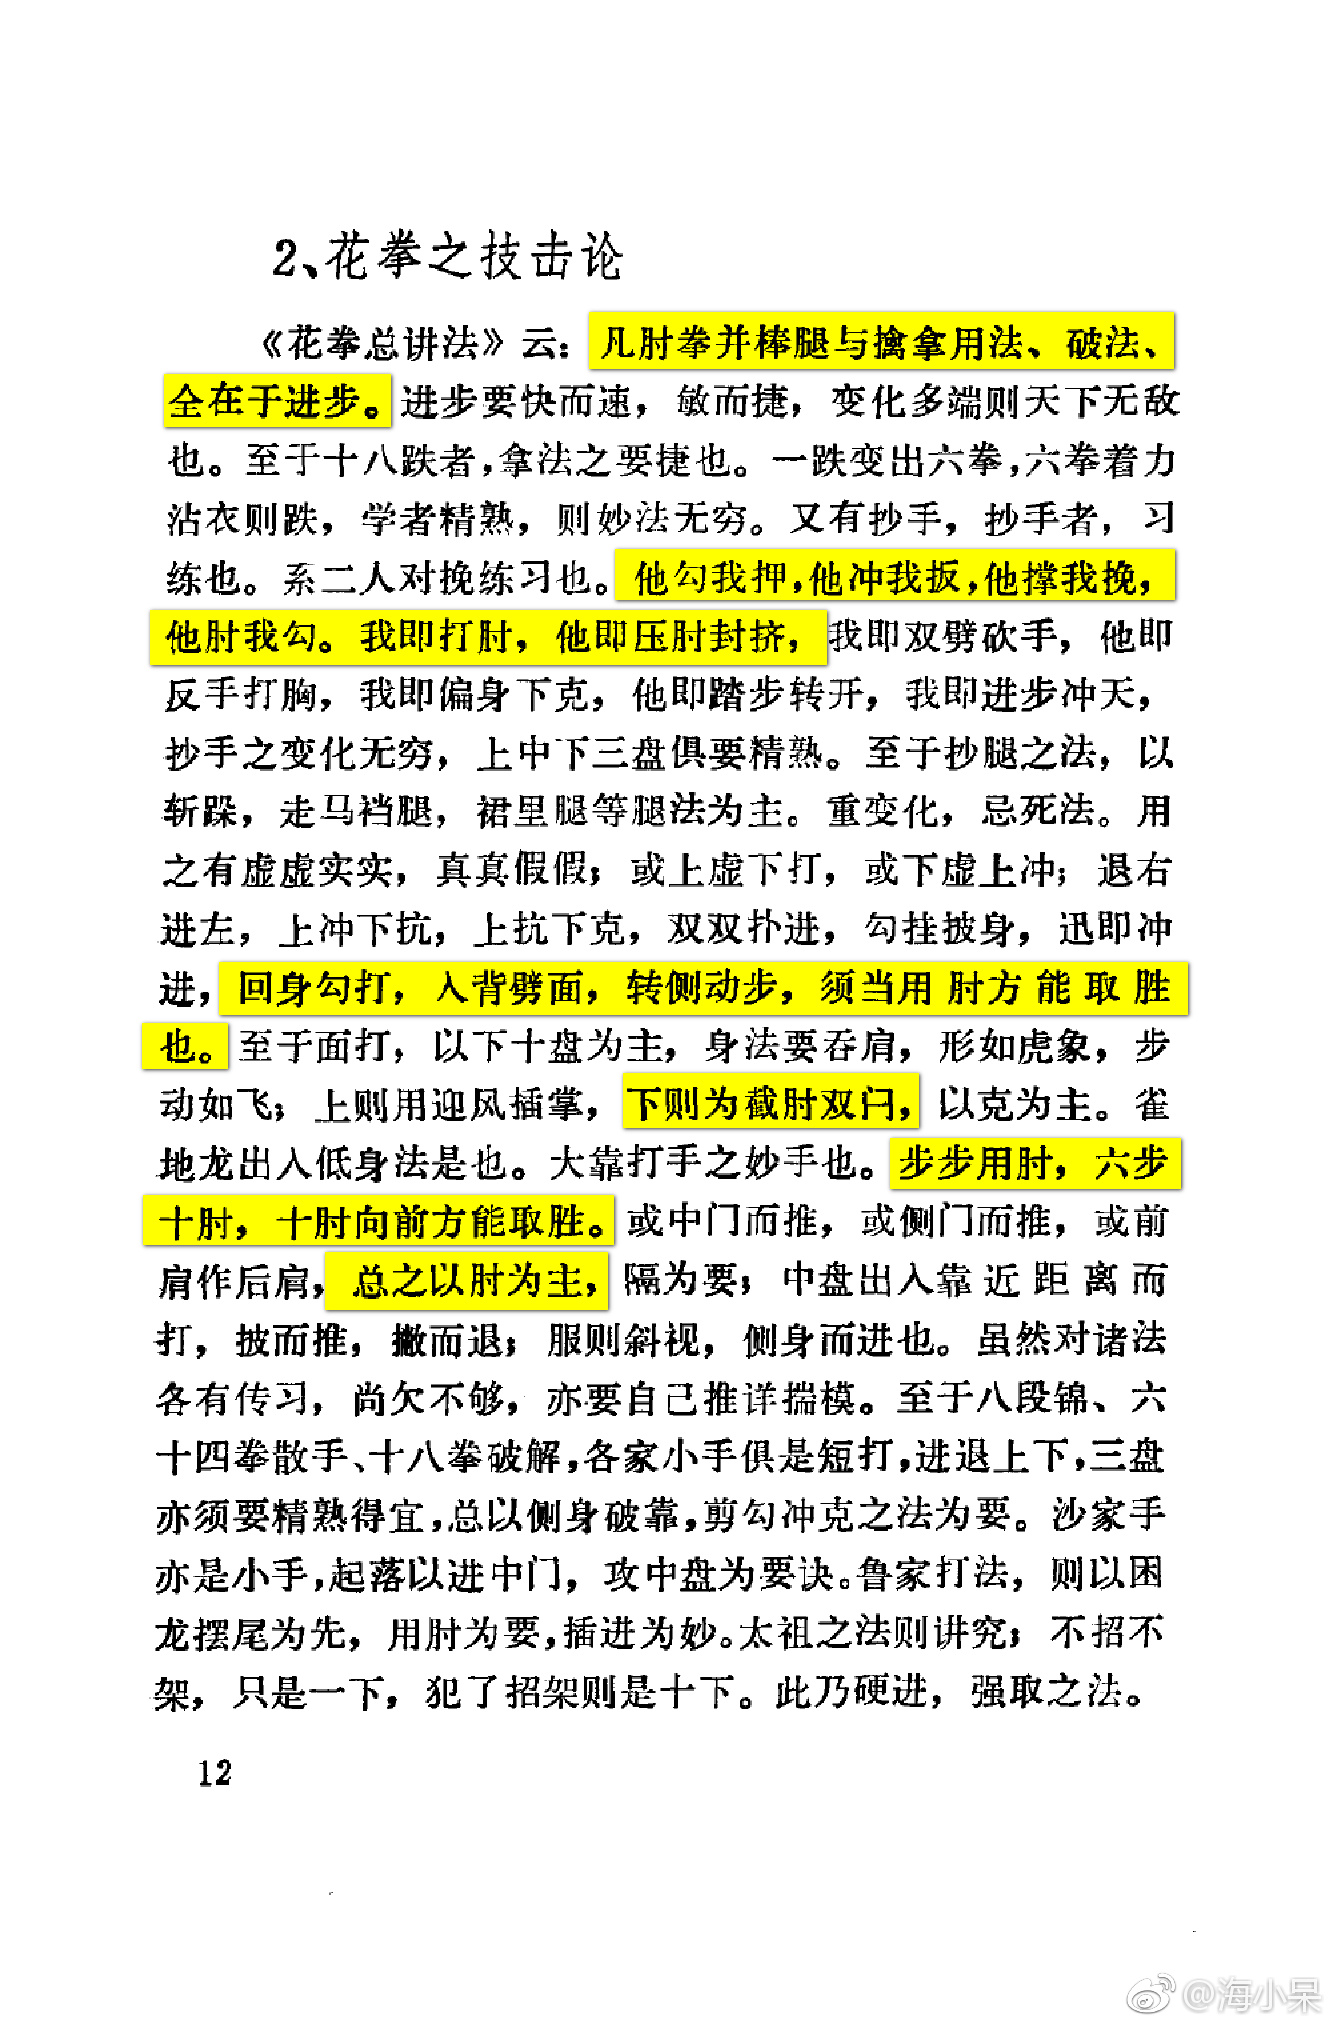 2、花拳之技击论
《花拳总讲法》云：凡肘拳并棒腿与擒拿用法、破法、
全在于进步。进步要快而速，敏而捷，变化多端则天下无敌
也。至于十八跌者，拿法之要捷也。一跌变出六拳，六拳着力
沾衣则跌，学者精熟，则妙法无穷。又有抄手，抄手者，习
练也。系二人对挽练习也。他勾我押，他冲我扳，他撑我挽，
他肘我勾。我即打肘，他即压肘封挤，我即双劈砍手，他即
反手打胸，我即偏身下克，他即踏步转开，我即进步冲天，
抄手之变化无穷，上中下三盘俱要精熟。至于抄腿之法，以
斩跺，走马裆腿，裙里腿等腿法为主。重变化，忌死法。用
之有虚虚实实，真真假假；或上虚下打，或下虚上冲；退右
进左，上冲下抗，上抗下克，双双扑进，勾挂披身，迅即冲
进，回身勾打，入背劈面，转侧动步，须当用肘方能取胜
也。至于面打，以下十盘为主，身法要吞肩，形如虎象，步
动如飞；上则用迎风插掌，下则为截肘双闩，以克为主。雀
地龙出入低身法是也。大靠打手之妙手也。步步用肘，六步
十肘，十肘向前方能取胜。或中门而推，或侧门而推，或前
肩作后肩，总之以肘为主，隔为要；中盘出入靠近距离而
打，披而推，撇而退；服则斜视，侧身而进也。虽然对诸法
各有传习，尚欠不够，亦要自己推详揣模。至于八段锦、六
十四拳散手、十八拳破解，各家小手俱是短打，进退上下，三盘
亦须要精熟得宜，总以侧身破靠，剪勾冲克之法为要。沙家手
亦是小手，起落以进中门，攻中盘为要诀。鲁家打法，则以困
龙摆尾为先，用肘为要，插进为妙。太祖之法则讲究；不招不
架，只是一下，犯了招架则是十下。此乃硬进，强取之法。
12
@海小呆